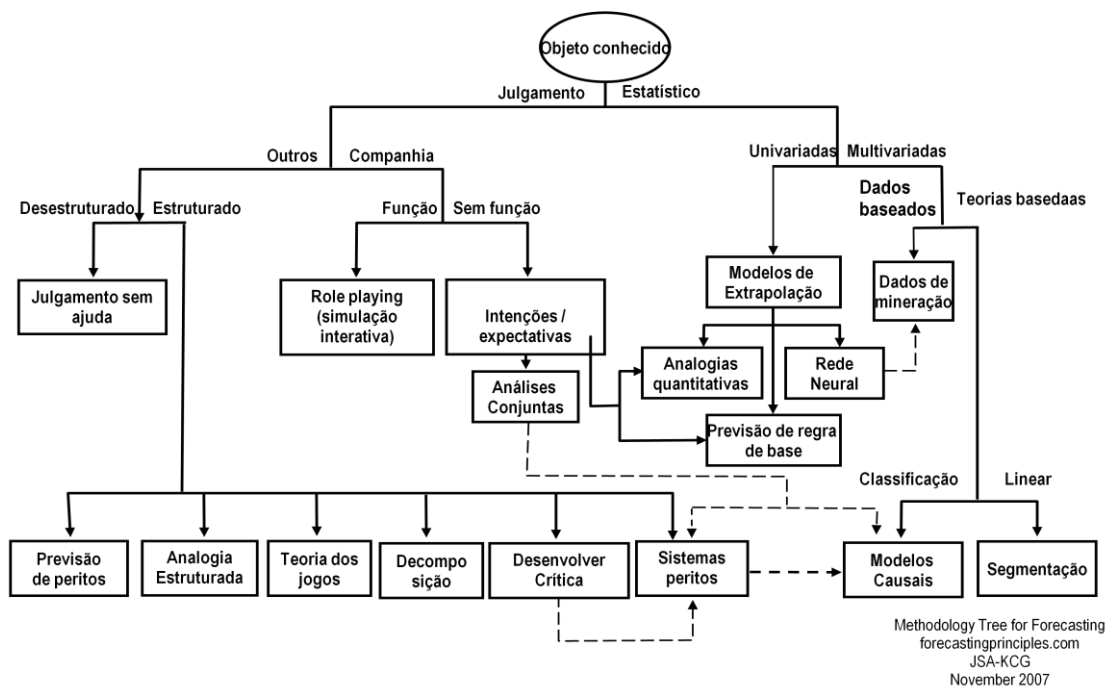 Objeto conhecido
Julgamento Estatístico
Outros Companhia
Univariadas Multivariadas
Dados
baseados
Teorias basedaas
Desestruturado Estruturado
Função Sem função
Julgamento sem
ajuda
Role playing
(simulação
interativa)
Intenções /
expectativas
Modelos de
Extrapolação
Dados de
mineração
Análises
Conjuntas
Analogias
quantitativas
Rede
Neural
Previsão de regra
de base
Classificação Linear
Previsão
de peritos
Analogia
Estruturada
Teoria dos
jogos
Decompo
sição
Desenvolver
Crítica
Sistemas
peritos
Modelos
Causais
Segmentação
Methodology Tree for Forecasting
forecastingprinciples.com
JSA-KCG
November 2007